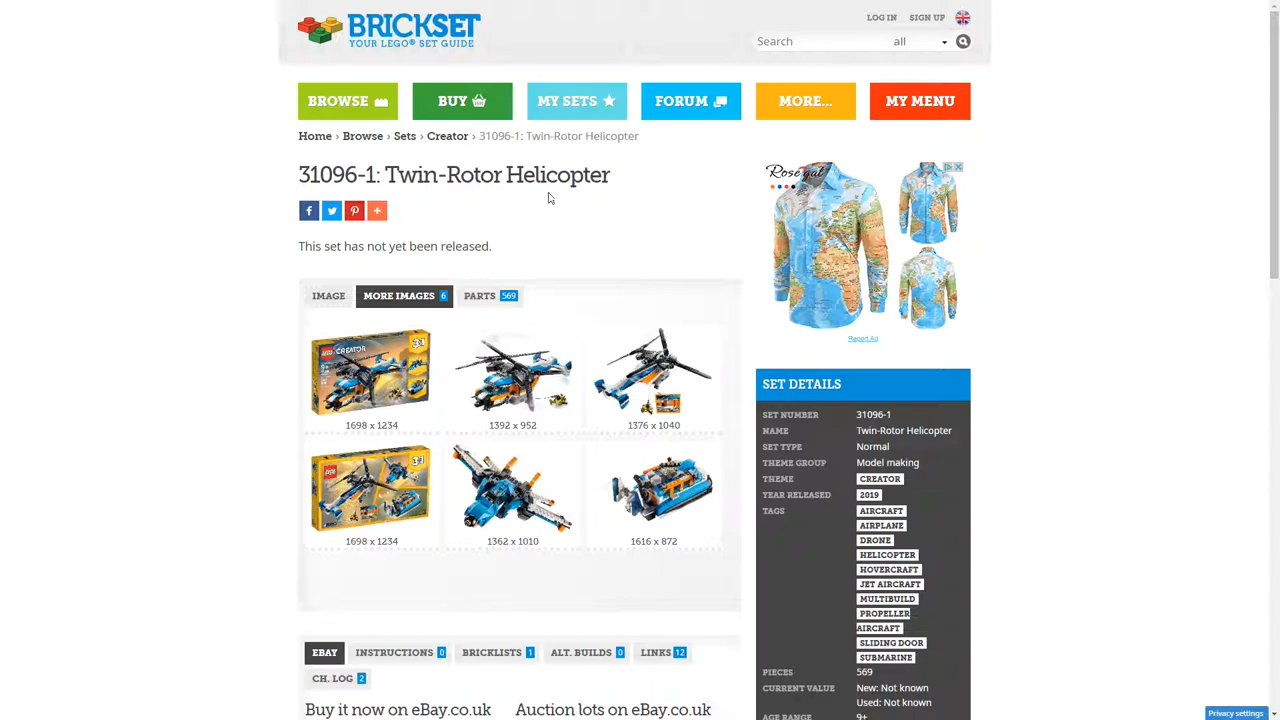 BRICKSET
YOUR LEGO® SET GUIDE
LOG IN SIGN UP
Search all
BROWSE
BUY
MY SETS
FORUM
MORE...
MY MENU
Home › Browse › Sets › Creator › 31096-1: Twin-Rotor Helicopter
31096-1: Twin-Rotor Helicopter
This set has not yet been released.
IMAGE MORE IMAGES 6 PARTS 569
LEGO CREATOR
1698 x 1234 1392 x 952 1376 x 1040
1698 x 1234 1362 x 1010 1616 x 872
EBAY INSTRUCTIONS 0 BRICKLISTS 1 ALT. BUILDS 0 LINKS 12
CH. LOG 2
Buy it now on eBay.co.uk Auction lots on eBay.co.uk
Rosegal
Report Ad
SET DETAILS
SET NUMBER 31096-1
NAME Twin-Rotor Helicopter
SET TYPE Normal
THEME GROUP Model making
THEME CREATOR
YEAR RELEASED 2019
TAGS AIRCRAFT
AIRPLANE
DRONE
HELICOPTER
HOVERCRAFT
JET AIRCRAFT
MULTIBUILD
PROPELLER
AIRCRAFT
SLIDING DOOR
SUBMARINE
PIECES 569
CURRENT VALUE New: Not known
Used: Not known
AGE RANGE 9+
Privacy settings